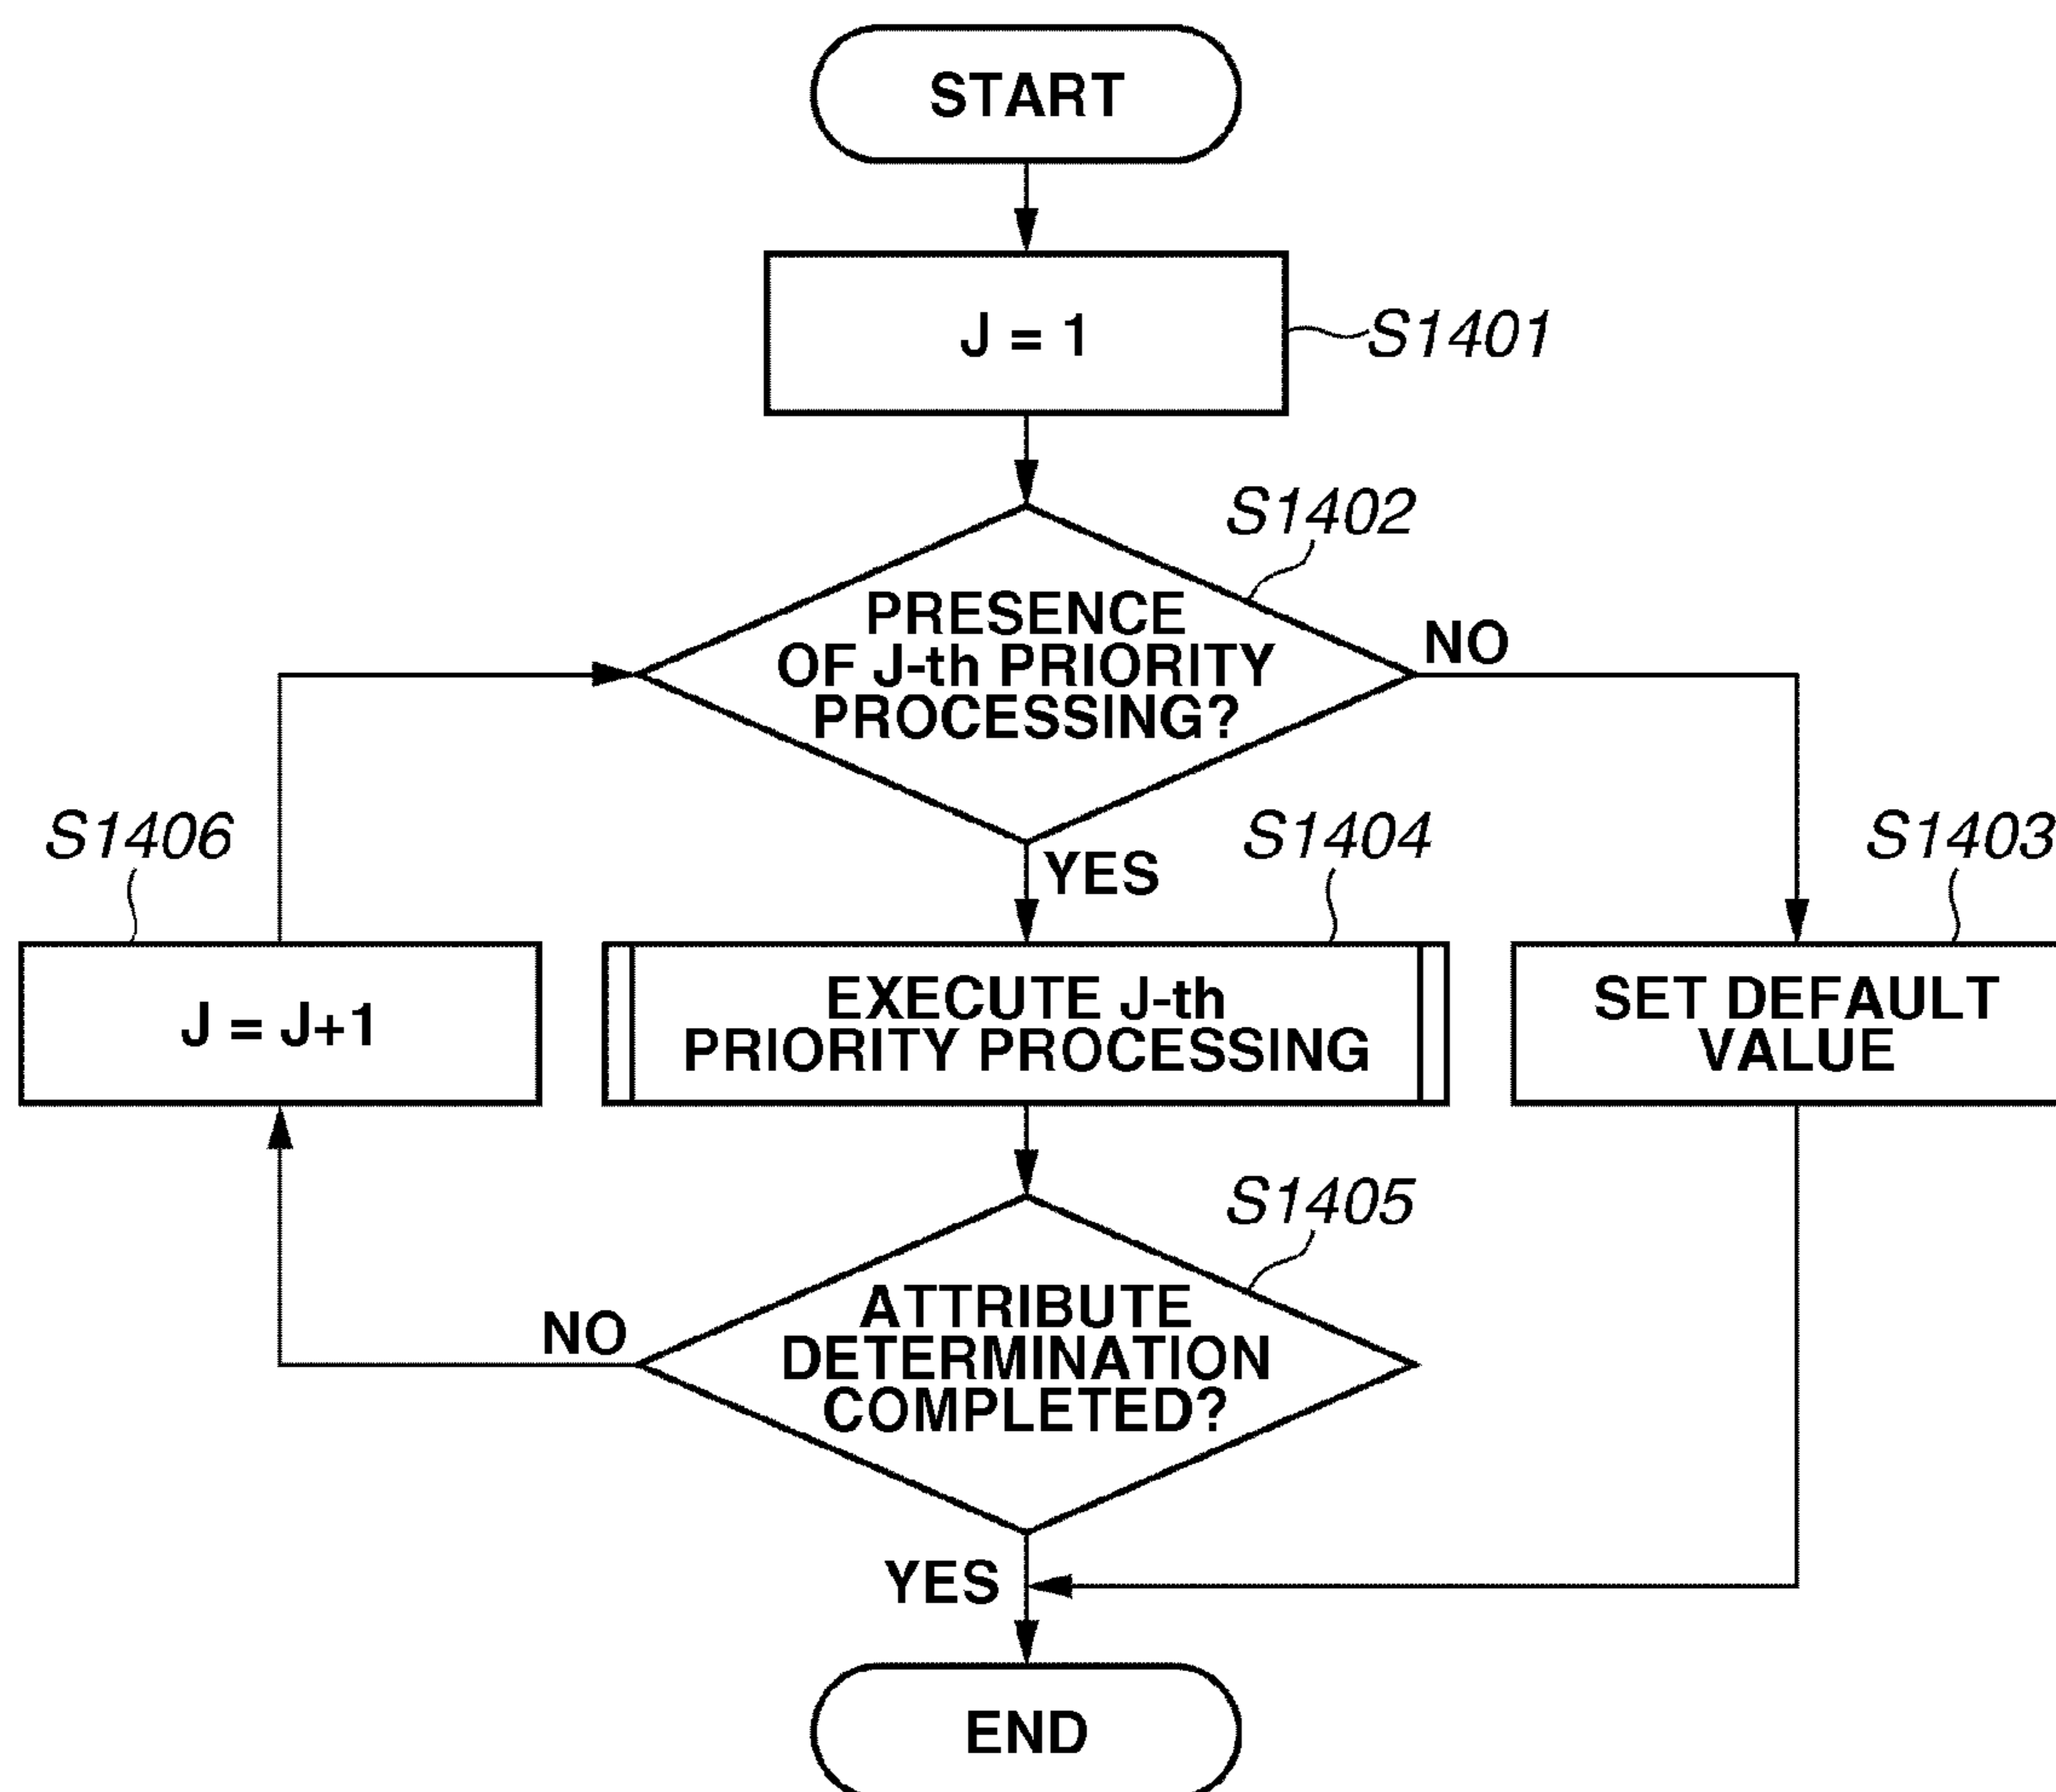 START
J = 1
S1401
S1402
PRESENCE
OF J-th PRIORITY
PROCESSING?
NO
YES
S1406
S1404
S1403
J = J+1
EXECUTE J-th
PRIORITY PROCESSING
SET DEFAULT
VALUE
S1405
ATTRIBUTE
DETERMINATION
COMPLETED?
NO
YES
END